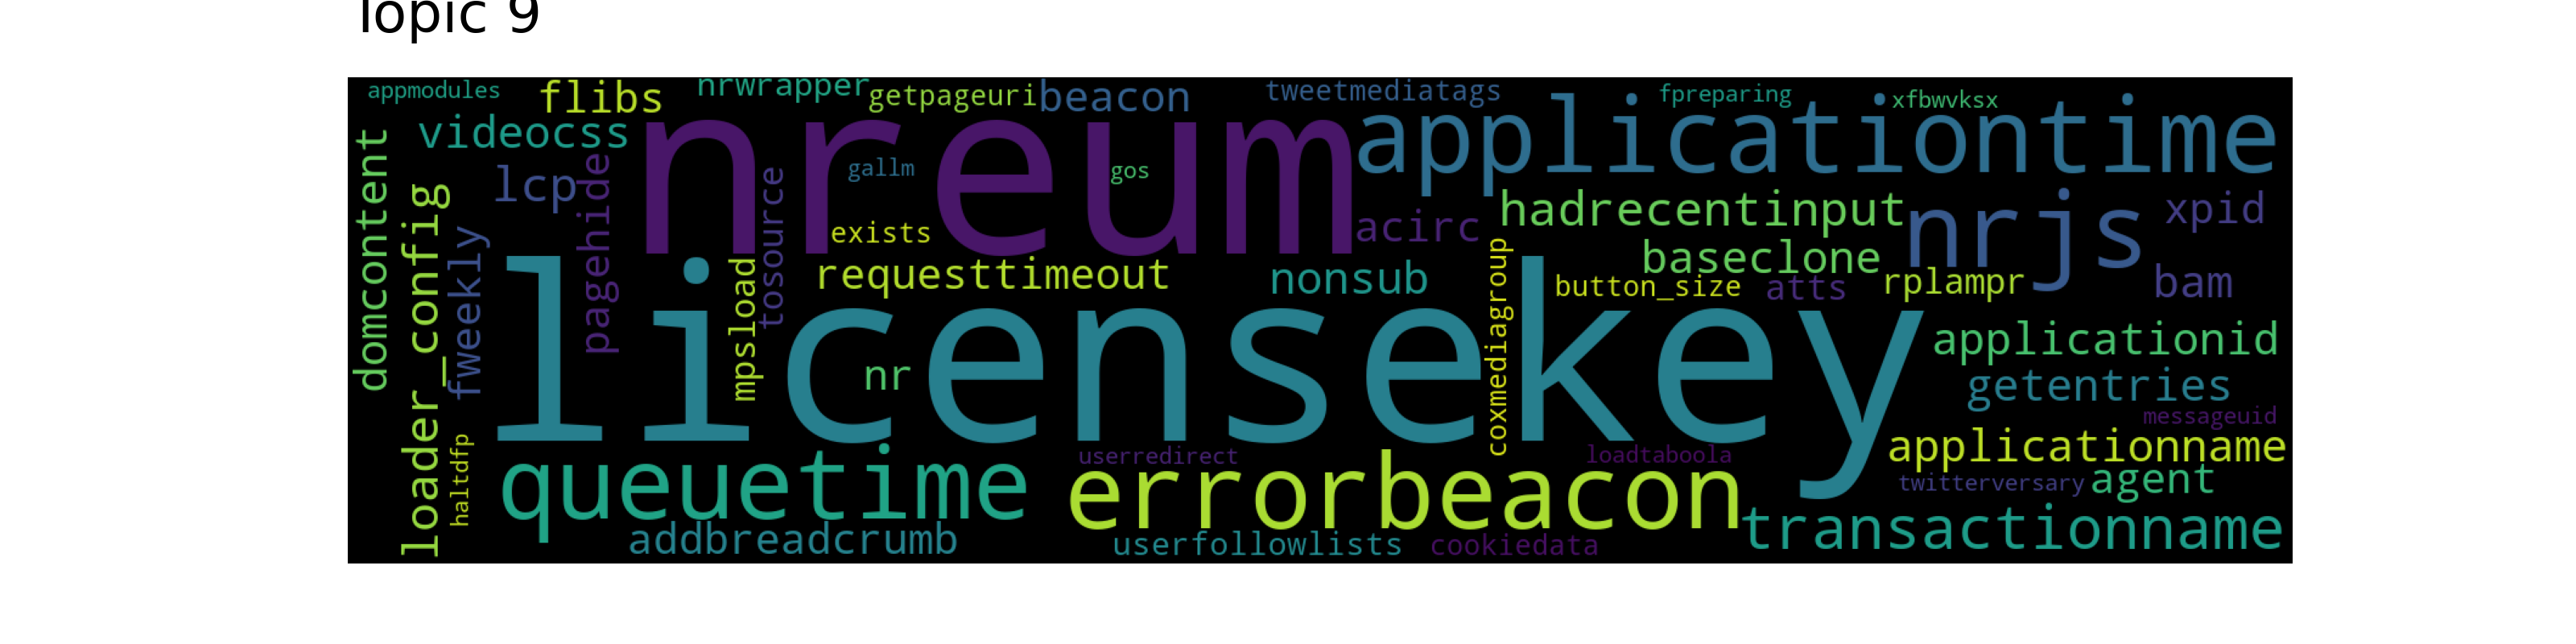 Topic 9
appmodules
flibs
nrwrapper
getpageuri
beacon
tweetmediatags
fpreparing
xfbwvksx
videocss
nreum
applicationtime
domcontent
lcp
pagehide
tosource
gallm
gos
hadrecentinput
nrjs
xpid
loader_config
fweekly
exists
acirc
baseclone
requesttimeout
nonsub
coxmediagroup
button_size
atts
rplampr
bam
mpsload
licensekey
nr
applicationid
getentries
messageuid
haltdfp
queuetime
userredirect
errorbeacon
loadtaboola
applicationname
twitterversary
agent
addbreadcrumb
userfollowlists
cookiedata
transactionname